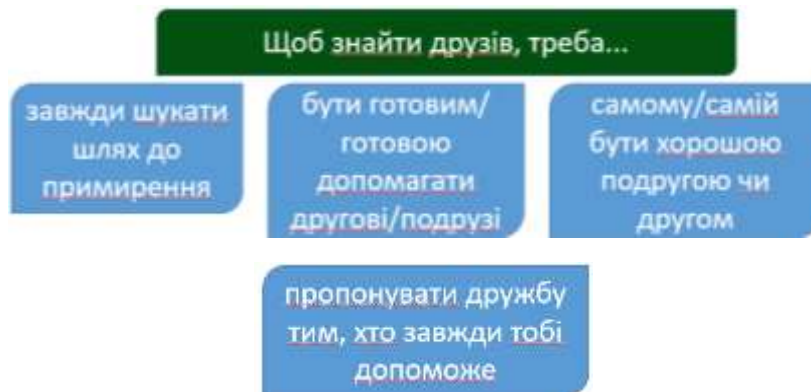 Щоб знайти друзів, треба...
завжди шукати
шлях до
примирення
бути готовим/
готовою
допомагати
другові/подрузі
самому/самій
бути хорошою
подругою чи
другом
пропонувати дружбу
тим, хто завжди тобі
допоможе